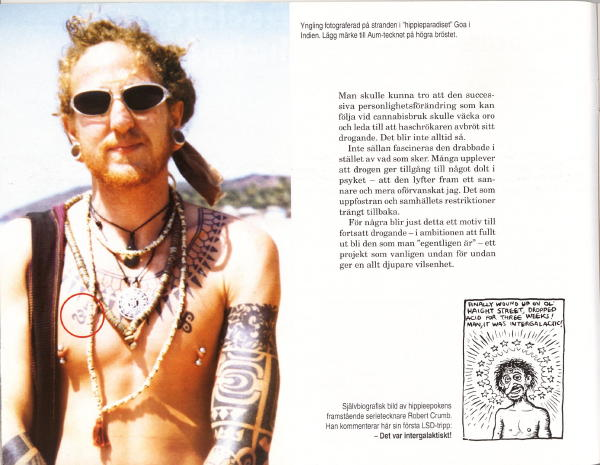 Yngling fotograferad på stranden i "hippieparadiset" Goa i
Indien. Lägg märke till Aum-tecknet på högra bröstet.
Man skulle kunna tro att den succes-
siva personlighetsförändring som kan
följa vid cannabisbruk skulle väcka oro
och leda till att haschrökaren avbröt sitt
drogande. Det blir inte alltid så.
Inte sällan fascineras den drabbade i
stället av vad som sker. Många upplever
att drogen ger tillgång till något dolt i
psyket – att den lyfter fram ett san-
nare och mera oförvanskat jag. Det som
uppfostran och samhällets restriktioner
trängt tillbaka.
För några blir just detta ett motiv till
fortsatt drogande – i ambitionen att fullt
ut bli den som man "egentligen är" – ett
projekt som vanligen undan för undan
ger en allt djupare vilsenhet.
FINALLY WOUND UP ON OL'
HAIGHT STREET, DROPPED
ACID FOR THREE WEEKS!
MAN, IT WAS INTERGALACTIC!
Självbiografisk bild av hippieepokens
framstående serietecknare Robert Crumb.
Han kommenterar här sin första LSD-tripp:
– Det var intergalaktiskt!